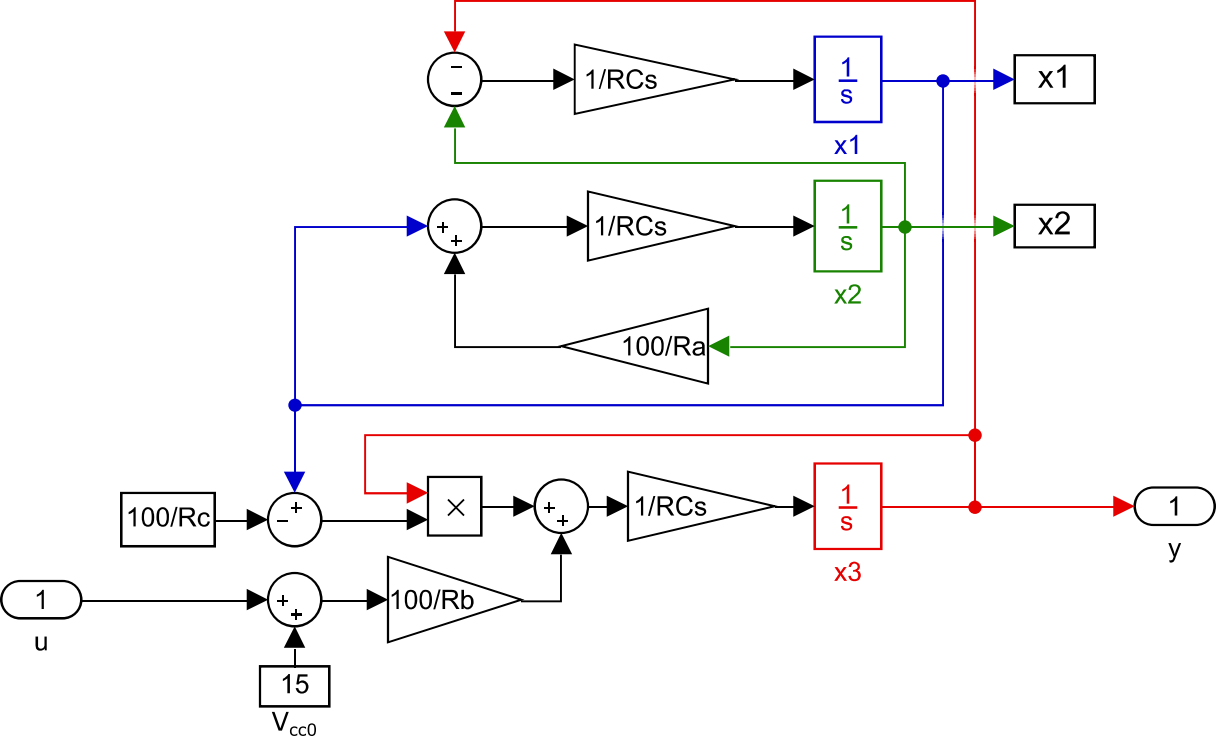 −
−
1/RCs
1
s
x1
x1
+
+
1/RCs
1
s
x2
x2
100/Ra
100/Rc
−
+
×
+
+
1/RCs
1
s
x3
1
y
1
u
+
+
100/Rb
15
Vcc0